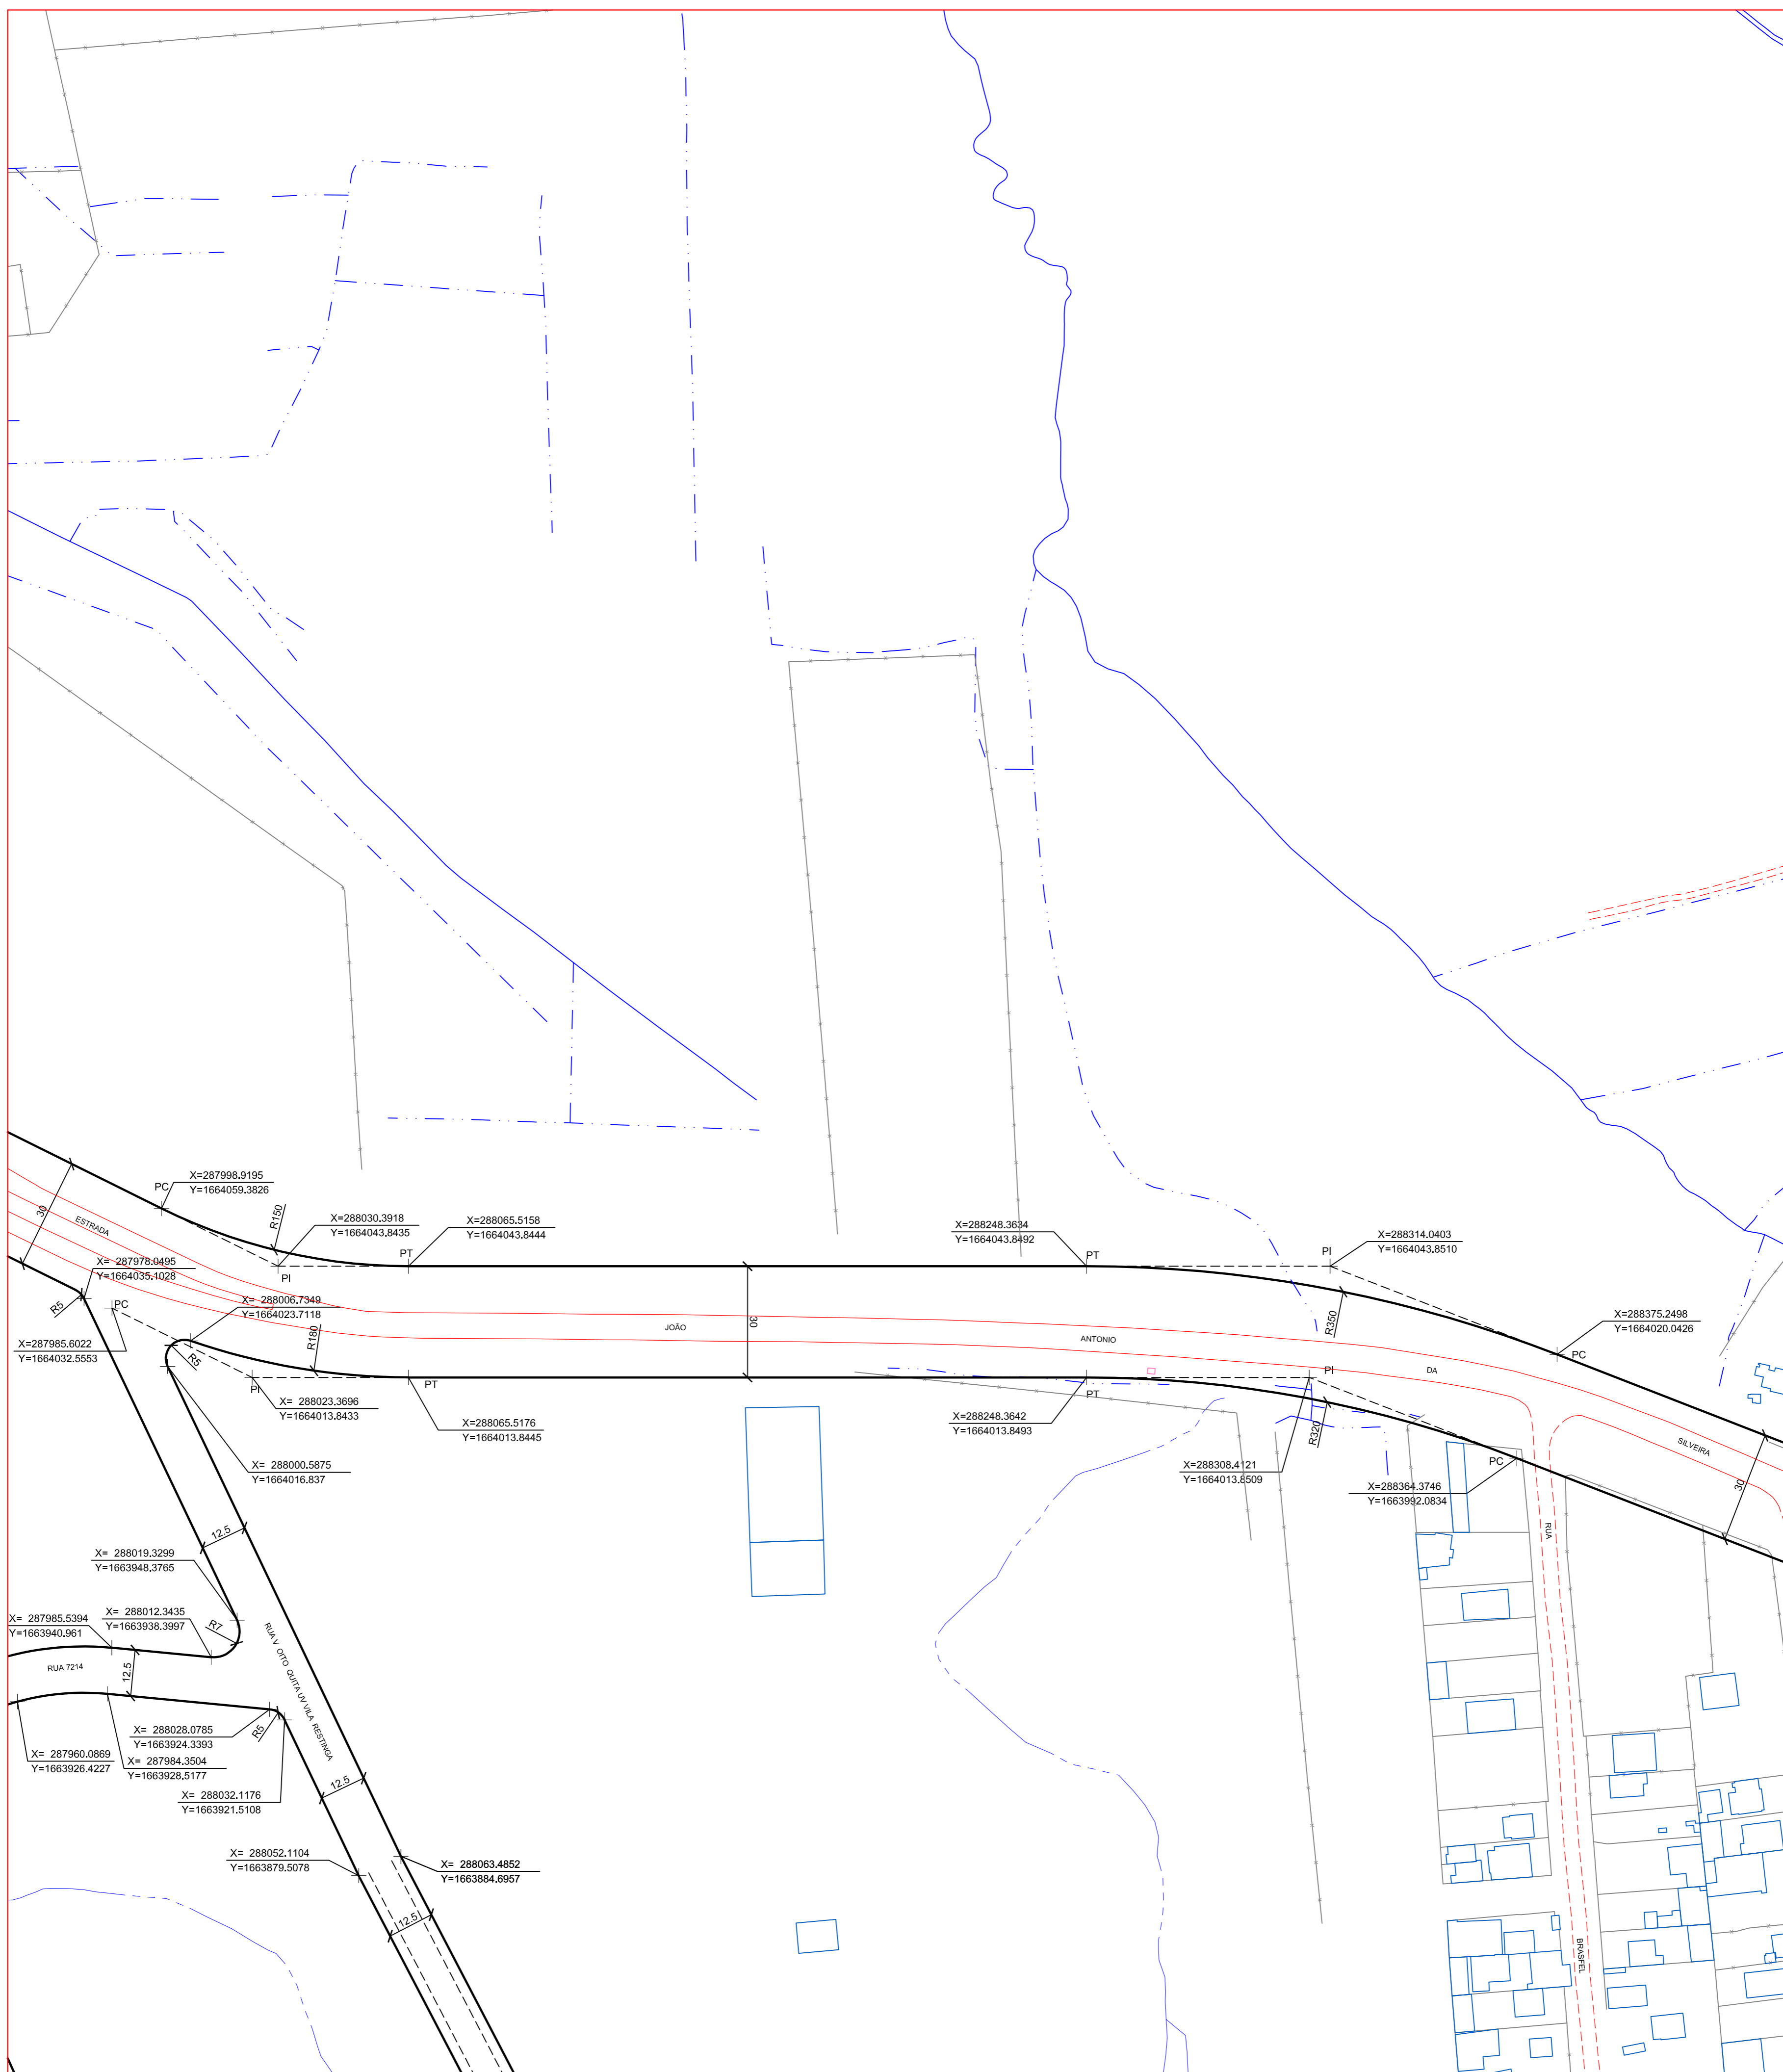 X=287998.9195
Y=1664059.3826
PC
30
ESTRADA
R150
X=288030.3918
Y=1664043.8435
X=288065.5158
Y=1664043.8444
PT
X=288248.3634
Y=1664043.8492
PT
X=288314.0403
Y=1664043.8510
PI
PI
X= 287978.0495
Y=1664035.1028
R5
PC
X= 288006.7349
Y=1664023.7118
R180
JOÃO
30
ANTONIO
R350
X=288375.2498
Y=1664020.0426
PC
X=287985.6022
Y=1664032.5553
R5
PI
PT
PT
PI
DA
X= 288023.3696
Y=1664013.8433
X=288065.5176
Y=1664013.8445
X=288248.3642
Y=1664013.8493
R320
SILVEIRA
X= 288000.5875
Y=1664016.837
X=288308.4121
Y=1664013.8509
PC
X=288364.3746
Y=1663992.0834
30
12.5
RUA
X= 288019.3299
Y=1663948.3765
X= 287985.5394
Y=1663940.961
X= 288012.3435
Y=1663938.3997
R7
RUA 7214
12.5
RUA V OITO QUITA UV VILA RESTINGA
X= 288028.0785
Y=1663924.3393
R5
X= 287960.0869
Y=1663926.4227
X= 287984.3504
Y=1663928.5177
X= 288032.1176
Y=1663921.5108
12.5
X= 288052.1104
Y=1663879.5078
X= 288063.4852
Y=1663884.6957
12.5
BRASFEL